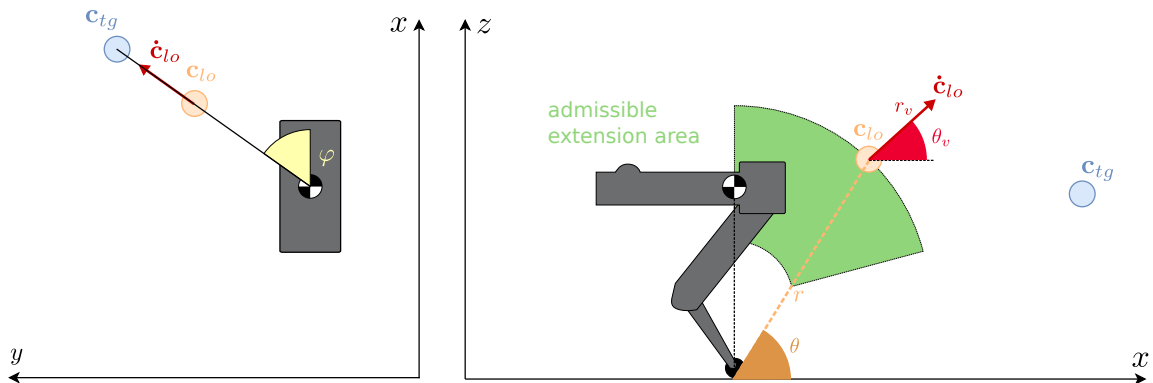 c_tg
ċ_lo
c_lo
x
φ
y
z
admissible
extension area
ċ_lo
r_v
c_lo
θ_v
c_tg
r
θ
x